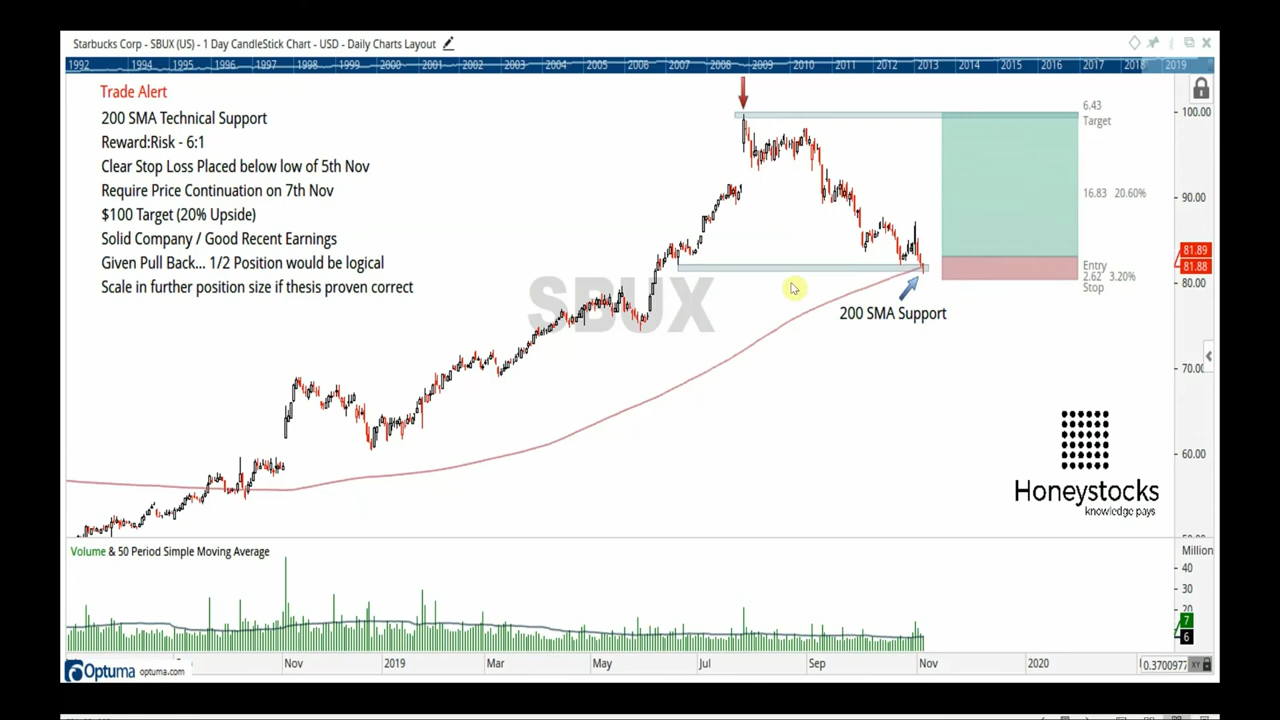 Starbucks Corp - SBUX (US) - 1 Day CandleStick Chart - USD - Daily Charts Layout
1992 1994 1995 1996 1997 1998 1999 2000 2001 2002 2003 2004 2005 2006 2007 2008 2009 2010 2011 2012 2013 2014 2015 2016 2017 2018 2019
Trade Alert
200 SMA Technical Support
Reward:Risk - 6:1
Clear Stop Loss Placed below low of 5th Nov
Require Price Continuation on 7th Nov
$100 Target (20% Upside)
Solid Company / Good Recent Earnings
Given Pull Back... 1/2 Position would be logical
Scale in further position size if thesis proven correct
6.43
Target
16.83 20.60%
Entry
2.62 3.20%
Stop
100.00
90.00
81.89
81.88
80.00
70.00
60.00
SBUX
200 SMA Support
Honeystocks
knowledge pays
Volume & 50 Period Simple Moving Average
Million
40
30
20
7
6
Nov 2019 Mar May Jul Sep Nov 2020
0.3700977 XY
Optuma optuma.com